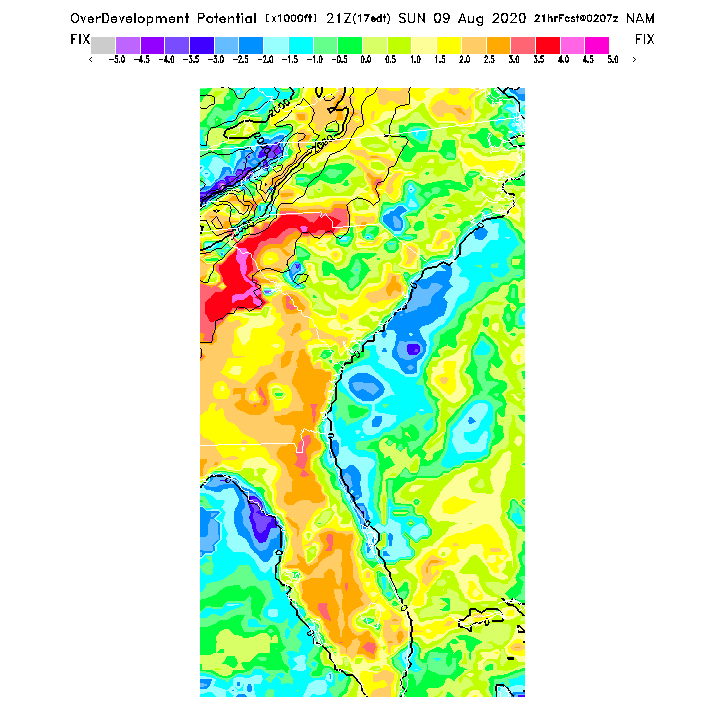 OverDevelopment Potential [x1000ft] 21Z(17edt) SUN 09 Aug 2020 21hrFcst@0207z NAM
FIX FIX
< -5.0 -4.5 -4.0 -3.5 -3.0 -2.5 -2.0 -1.5 -1.0 -0.5 0.0 0.5 1.0 1.5 2.0 2.5 3.0 3.5 4.0 4.5 5.0 >
2000
2000